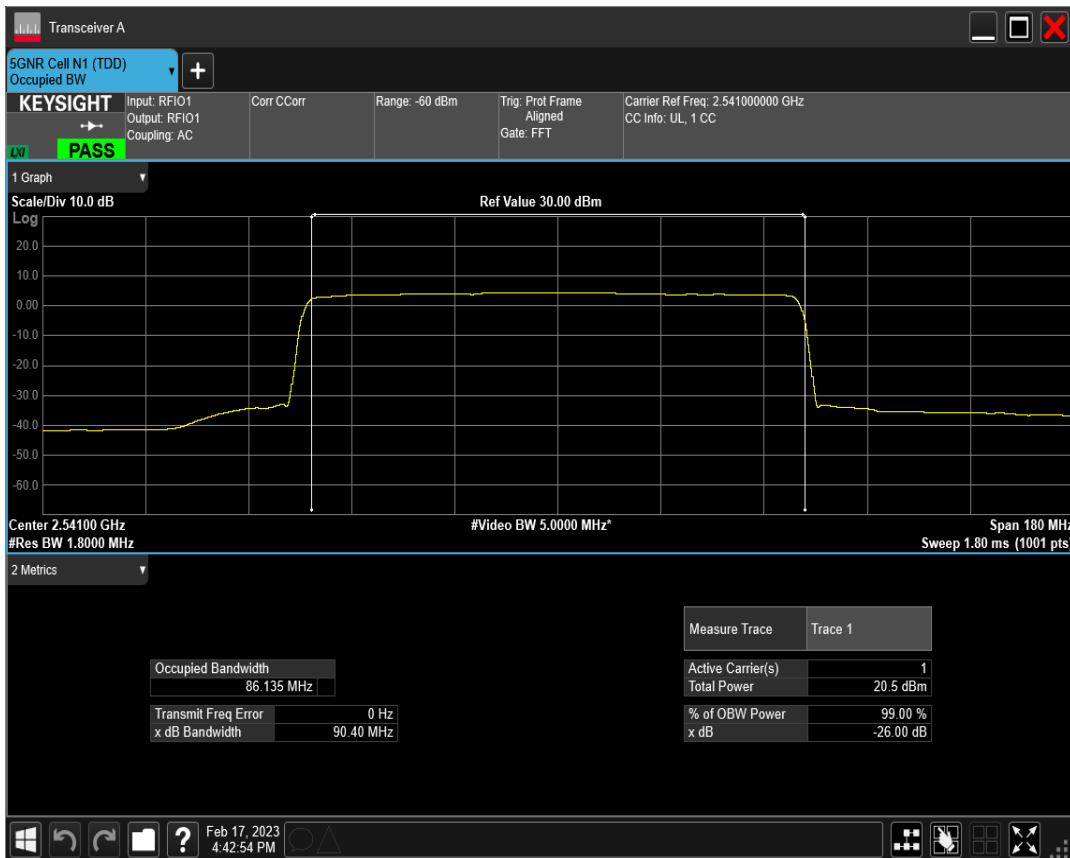 Transceiver A
5GNR Cell N1 (TDD)
Occupied BW
+
KEYSIGHT
LXI
PASS
Input: RFIO1
Output: RFIO1
Coupling: AC
Corr CCorr
Range: -60 dBm
Trig: Prot Frame
Aligned
Gate: FFT
Carrier Ref Freq: 2.541000000 GHz
CC Info: UL, 1 CC
1 Graph
Scale/Div 10.0 dB
Ref Value 30.00 dBm
Log
20.0
10.0
0.00
-10.0
-20.0
-30.0
-40.0
-50.0
-60.0
Center 2.54100 GHz
#Video BW 5.0000 MHz*
Span 180 MHz
#Res BW 1.8000 MHz
Sweep 1.80 ms (1001 pts)
2 Metrics
Measure Trace Trace 1
Occupied Bandwidth
86.135 MHz
Active Carrier(s) 1
Total Power 20.5 dBm
Transmit Freq Error 0 Hz
x dB Bandwidth 90.40 MHz
% of OBW Power 99.00 %
x dB -26.00 dB
?
Feb 17, 2023
4:42:54 PM